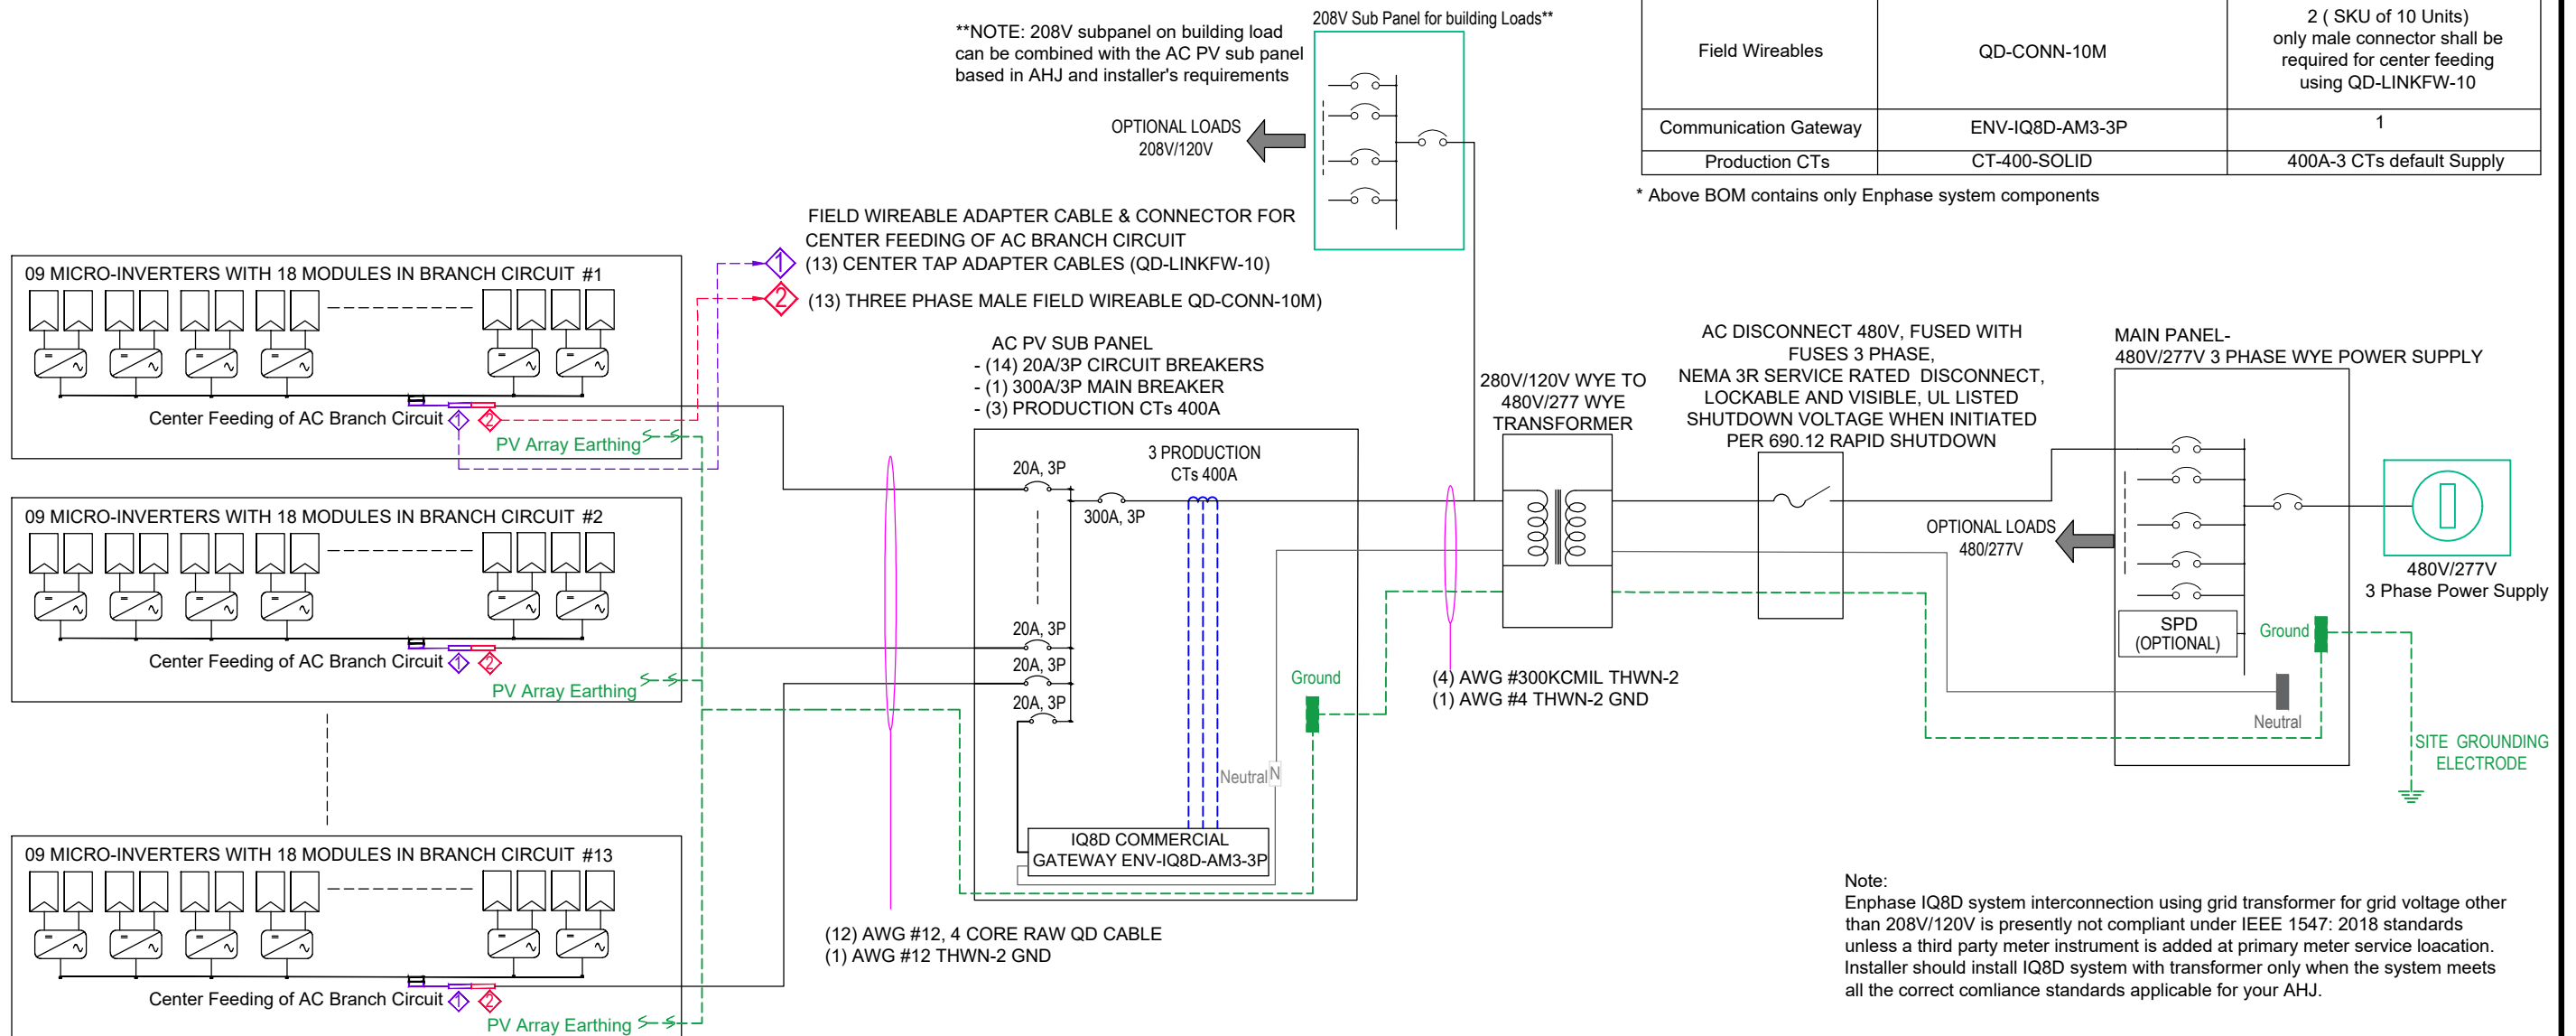 **NOTE: 208V subpanel on building load
can be combined with the AC PV sub panel
based in AHJ and installer's requirements
208V Sub Panel for building Loads**
OPTIONAL LOADS
208V/120V
Field Wireables
QD-CONN-10M
2 ( SKU of 10 Units)
only male connector shall be
required for center feeding
using QD-LINKFW-10
Communication Gateway
ENV-IQ8D-AM3-3P
1
Production CTs
CT-400-SOLID
400A-3 CTs default Supply
* Above BOM contains only Enphase system components
FIELD WIREABLE ADAPTER CABLE & CONNECTOR FOR
CENTER FEEDING OF AC BRANCH CIRCUIT
1
(13) CENTER TAP ADAPTER CABLES (QD-LINKFW-10)
2
(13) THREE PHASE MALE FIELD WIREABLE QD-CONN-10M)
09 MICRO-INVERTERS WITH 18 MODULES IN BRANCH CIRCUIT #1
Center Feeding of AC Branch Circuit
1
2
PV Array Earthing
09 MICRO-INVERTERS WITH 18 MODULES IN BRANCH CIRCUIT #2
Center Feeding of AC Branch Circuit
1
2
PV Array Earthing
09 MICRO-INVERTERS WITH 18 MODULES IN BRANCH CIRCUIT #13
Center Feeding of AC Branch Circuit
1
2
PV Array Earthing
AC PV SUB PANEL
- (14) 20A/3P CIRCUIT BREAKERS
- (1) 300A/3P MAIN BREAKER
- (3) PRODUCTION CTs 400A
20A, 3P
3 PRODUCTION
CTs 400A
300A, 3P
20A, 3P
20A, 3P
20A, 3P
Ground
Neutral
N
IQ8D COMMERCIAL
GATEWAY ENV-IQ8D-AM3-3P
(12) AWG #12, 4 CORE RAW QD CABLE
(1) AWG #12 THWN-2 GND
280V/120V WYE TO
480V/277 WYE
TRANSFORMER
(4) AWG #300KCMIL THWN-2
(1) AWG #4 THWN-2 GND
AC DISCONNECT 480V, FUSED WITH
FUSES 3 PHASE,
NEMA 3R SERVICE RATED DISCONNECT,
LOCKABLE AND VISIBLE, UL LISTED
SHUTDOWN VOLTAGE WHEN INITIATED
PER 690.12 RAPID SHUTDOWN
MAIN PANEL-
480V/277V 3 PHASE WYE POWER SUPPLY
OPTIONAL LOADS
480/277V
SPD
(OPTIONAL)
Ground
Neutral
480V/277V
3 Phase Power Supply
SITE GROUNDING
ELECTRODE
Note:
Enphase IQ8D system interconnection using grid transformer for grid voltage other
than 208V/120V is presently not compliant under IEEE 1547: 2018 standards
unless a third party meter instrument is added at primary meter service loacation.
Installer should install IQ8D system with transformer only when the system meets
all the correct comliance standards applicable for your AHJ.